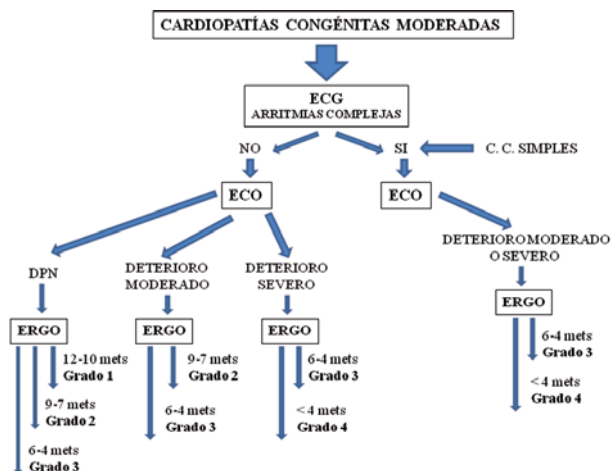 CARDIOPATÍAS CONGÉNITAS MODERADAS
ECG
ARRITMIAS COMPLEJAS
NO
SI
C. C. SIMPLES
ECO
ECO
DPN
DETERIORO
MODERADO
DETERIORO
SEVERO
DETERIORO MODERADO
O SEVERO
ERGO
ERGO
ERGO
ERGO
12-10 mets
Grado 1
9-7 mets
Grado 2
6-4 mets
Grado 3
9-7 mets
Grado 2
6-4 mets
Grado 3
6-4 mets
Grado 3
< 4 mets
Grado 4
6-4 mets
Grado 3
< 4 mets
Grado 4